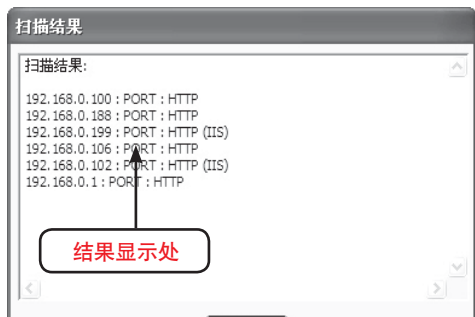 扫描结果
扫描结果:
192.168.0.100 : PORT : HTTP
192.168.0.188 : PORT : HTTP
192.168.0.199 : PORT : HTTP (IIS)
192.168.0.106 : PORT : HTTP
192.168.0.102 : PORT : HTTP (IIS)
192.168.0.1 : PORT : HTTP
结果显示处